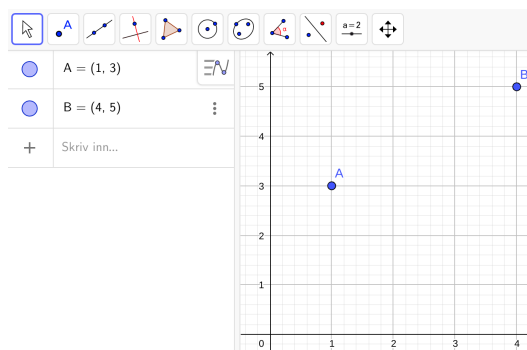 A
α
a=2
A = (1, 3)
B = (4, 5)
Skriv inn...
5
B
4
3
A
2
1
0
1
2
3
4